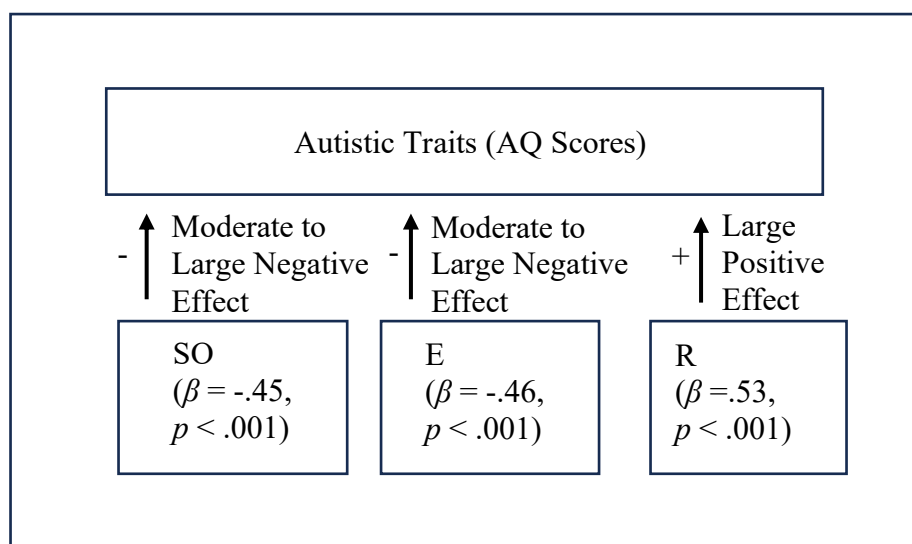 Autistic Traits (AQ Scores)
- Moderate to
Large Negative
Effect
- Moderate to
Large Negative
Effect
+ Large
Positive
Effect
SO
(β = -.45,
p < .001)
E
(β = -.46,
p < .001)
R
(β =.53,
p < .001)